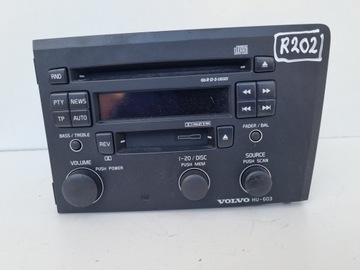 R202
RND
PTY NEWS
TP AUTO
BASS/TREBLE
FADER/BAL
REV
VOLUME
PUSH POWER
1-20/DISC
PUSH MEM
SOURCE
PUSH SCAN
VOLVO HU-603